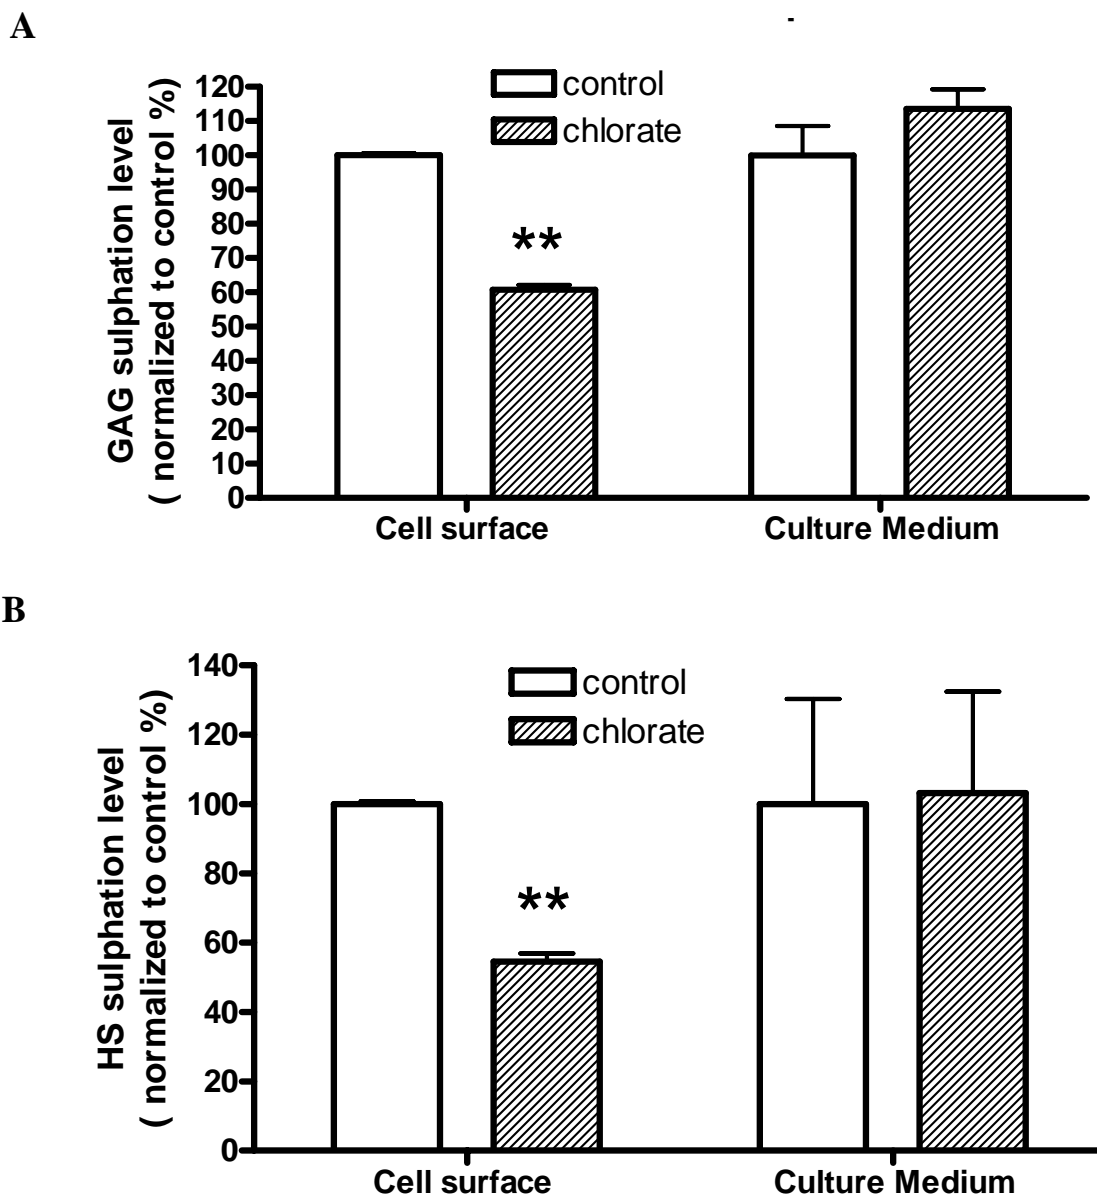 A
GAG sulphation level
( normalized to control %)
120
110
100
90
80
70
60
50
40
30
20
10
0
control
chlorate
**
Cell surface
Culture Medium
B
HS sulphation level
( normalized to control %)
140
120
100
80
60
40
20
0
control
chlorate
**
Cell surface
Culture Medium